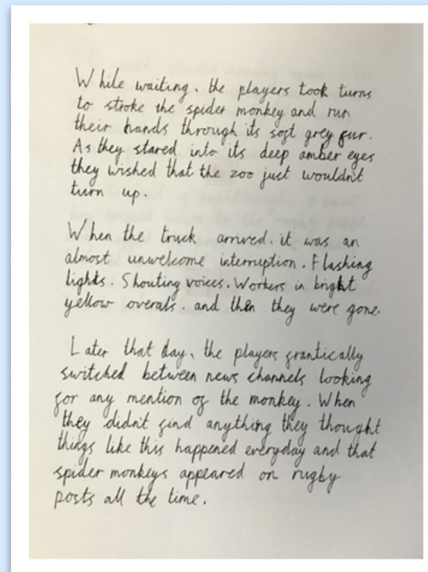 While waiting, the players took turns
to stroke the spider monkey and run
their hands through its soft grey fur.
As they stared into its deep amber eyes
they wished that the zoo just wouldn't
turn up.
When the truck arrived, it was an
almost unwelcome interruption. Flashing
lights. Shouting voices. Workers in bright
yellow overals. and then they were gone.
Later that day, the players frantically
switched between news channels looking
for any mention of the monkey. When
they didn't find anything they thought
things like this happened everyday and that
spider monkeys appeared on rugby
posts all the time.